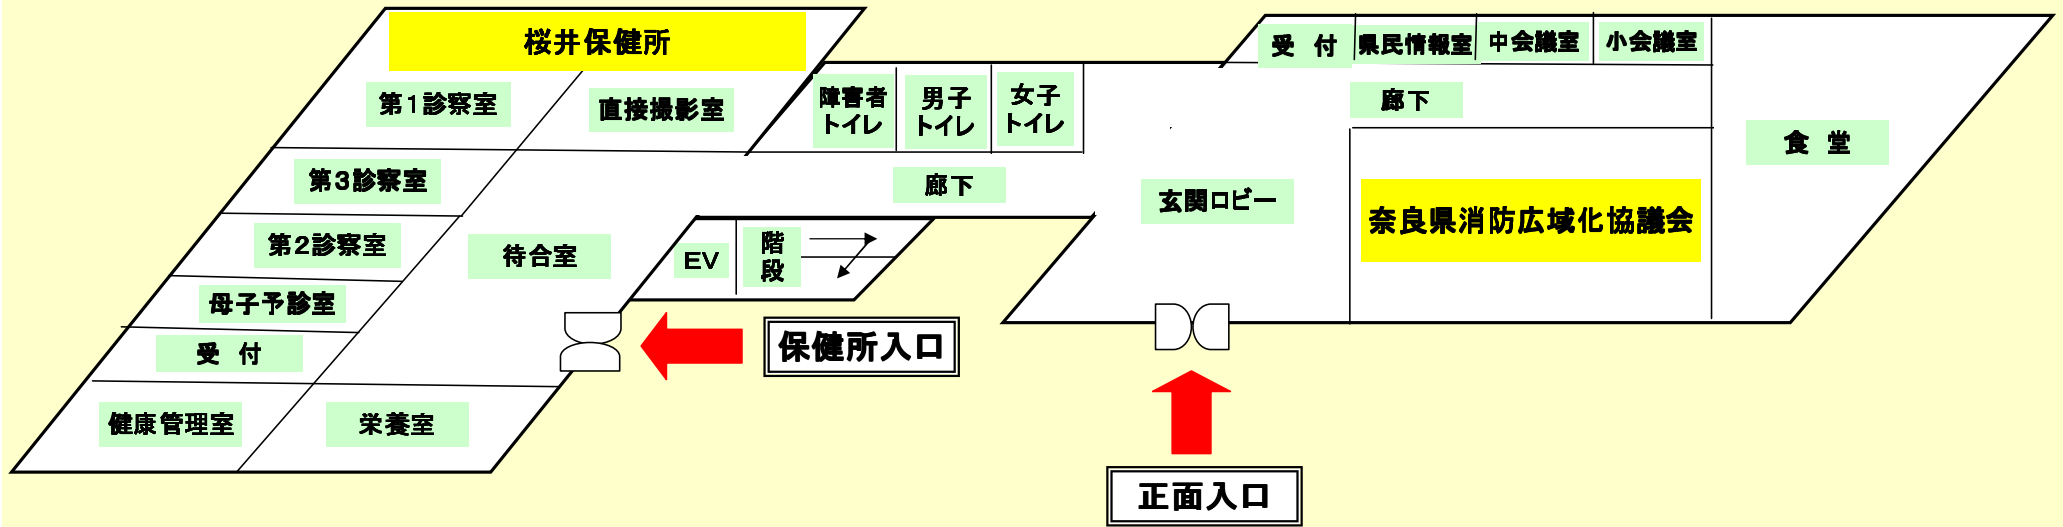 桜井保健所
第1診察室
直接撮影室
第3診察室
第2診察室
待合室
母子予診室
受 付
健康管理室
栄養室
障害者
トイレ
男子
トイレ
女子
トイレ
廊下
EV
階
段
保健所入口
玄関ロビー
受 付
県民情報室
中会議室
小会議室
廊下
食 堂
奈良県消防広域化協議会
正面入口